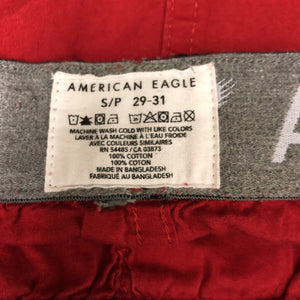 AMERICAN EAGLE
S/P 29-31
MACHINE WASH COLD WITH LIKE COLORS
LAVER À LA MACHINE À L'EAU FROIDE
AVEC COULEURS SIMILAIRES
RN 54485 / CA 03873
100% COTTON
100% COTON
MADE IN BANGLADESH
FABRIQUÉ AU BANGLADESH